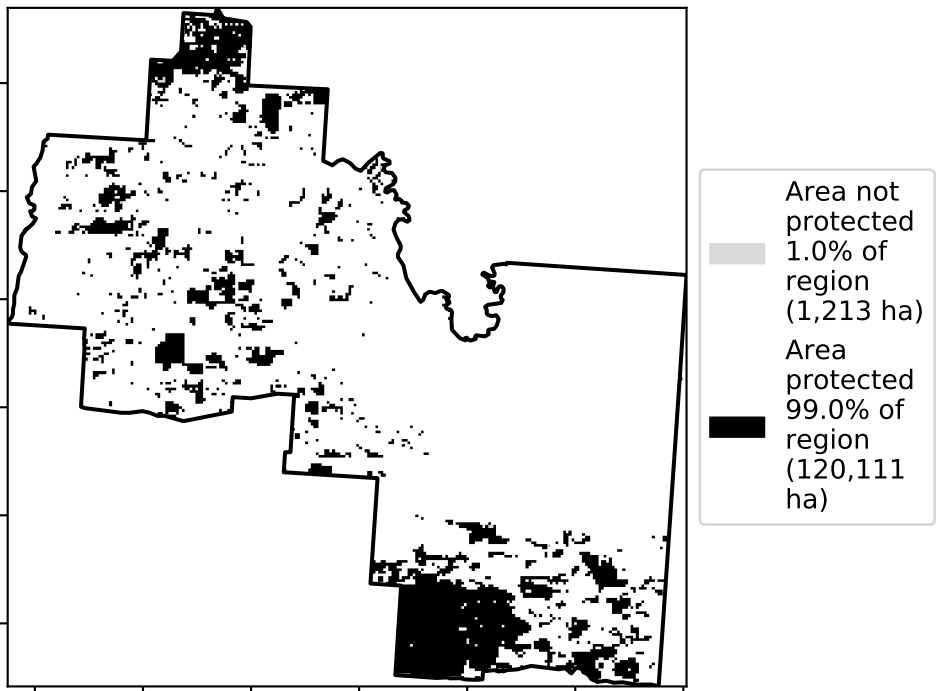 Area not
protected
1.0% of
region
(1,213 ha)
Area
protected
99.0% of
region
(120,111
ha)